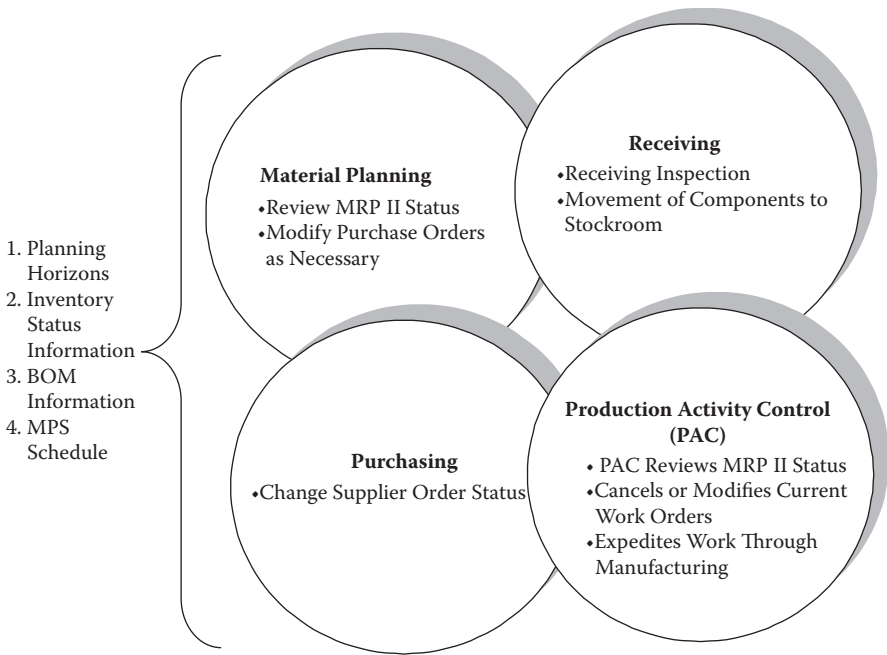 1. Planning
Horizons
2. Inventory
Status
Information
3. BOM
Information
4. MPS
Schedule
Material Planning
•Review MRP II Status
•Modify Purchase Orders
as Necessary
Receiving
•Receiving Inspection
•Movement of Components to
Stockroom
Purchasing
•Change Supplier Order Status
Production Activity Control
(PAC)
• PAC Reviews MRP II Status
•Cancels or Modifies Current
Work Orders
•Expedites Work Through
Manufacturing